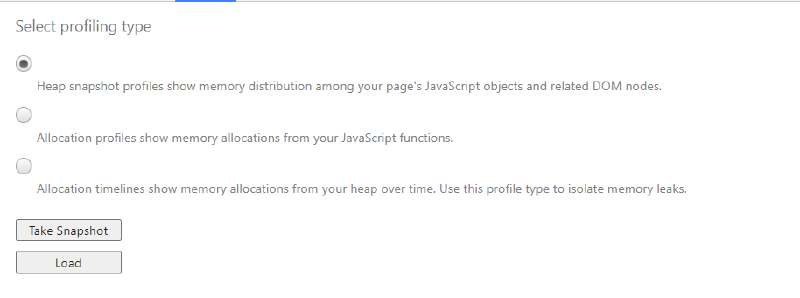 Select profiling type
Heap snapshot profiles show memory distribution among your page's JavaScript objects and related DOM nodes.
Allocation profiles show memory allocations from your JavaScript functions.
Allocation timelines show memory allocations from your heap over time. Use this profile type to isolate memory leaks.
Take Snapshot
Load